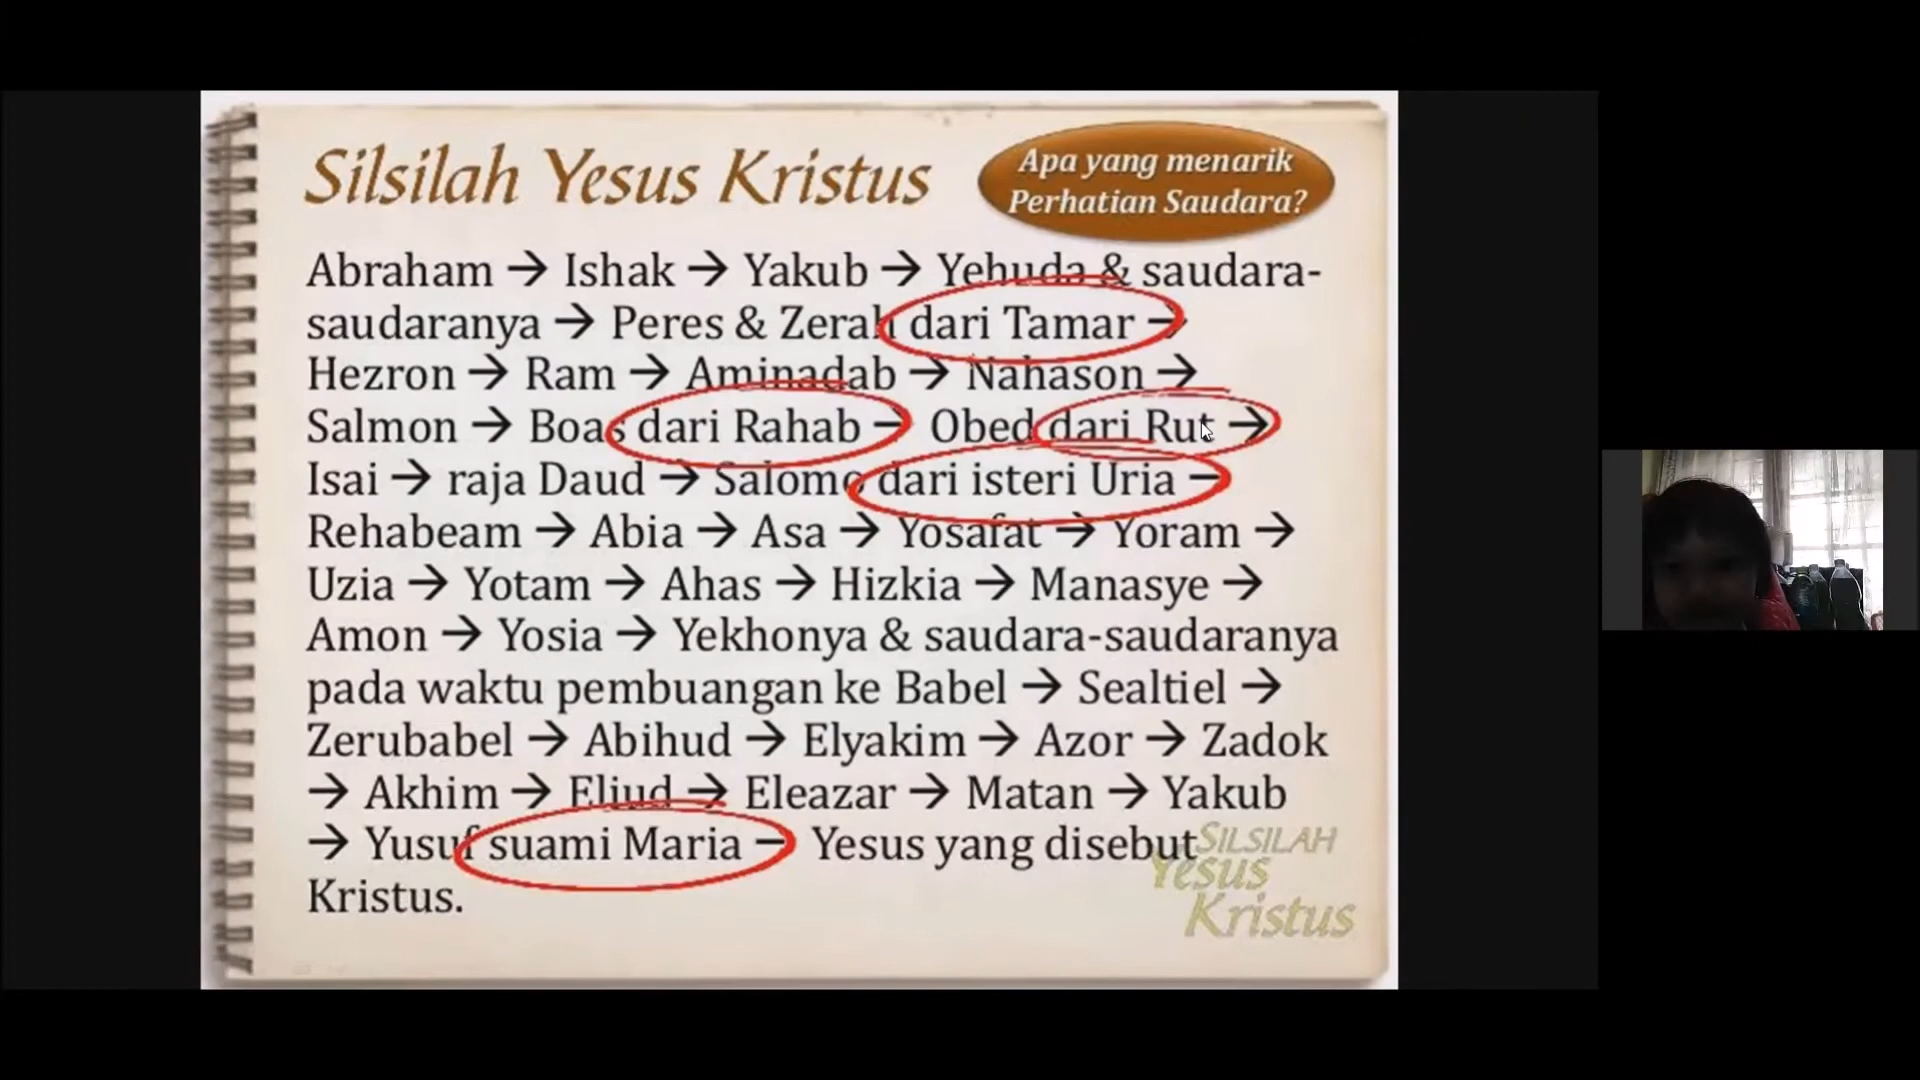 Silsilah Yesus Kristus
Apa yang menarik
Perhatian Saudara?
Abraham → Ishak → Yakub → Yehuda & saudara-
saudaranya → Peres & Zerah dari Tamar →
Hezron → Ram → Aminadab → Nahason →
Salmon → Boas dari Rahab → Obed dari Rut →
Isai → raja Daud → Salomo dari isteri Uria →
Rehabeam → Abia → Asa → Yosafat → Yoram →
Uzia → Yotam → Ahas → Hizkia → Manasye →
Amon → Yosia → Yekhonya & saudara-saudaranya
pada waktu pembuangan ke Babel → Sealtiel →
Zerubabel → Abihud → Elyakim → Azor → Zadok
→ Akhim → Eliud → Eleazar → Matan → Yakub
→ Yusuf suami Maria → Yesus yang disebut
Kristus.
SILSILAH
Yesus
Kristus